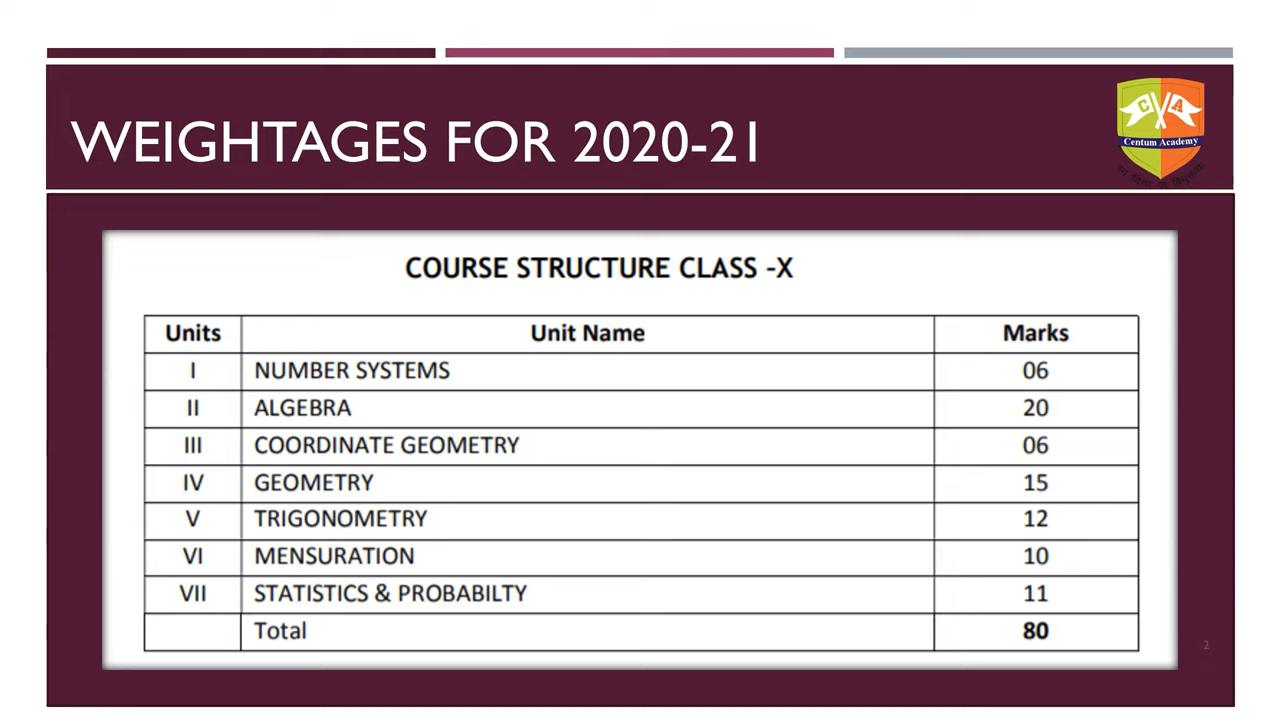 WEIGHTAGES FOR 2020-21
C A
Centum Academy
COURSE STRUCTURE CLASS -X
Units Unit Name Marks
I NUMBER SYSTEMS 06
II ALGEBRA 20
III COORDINATE GEOMETRY 06
IV GEOMETRY 15
V TRIGONOMETRY 12
VI MENSURATION 10
VII STATISTICS & PROBABILTY 11
Total 80
2